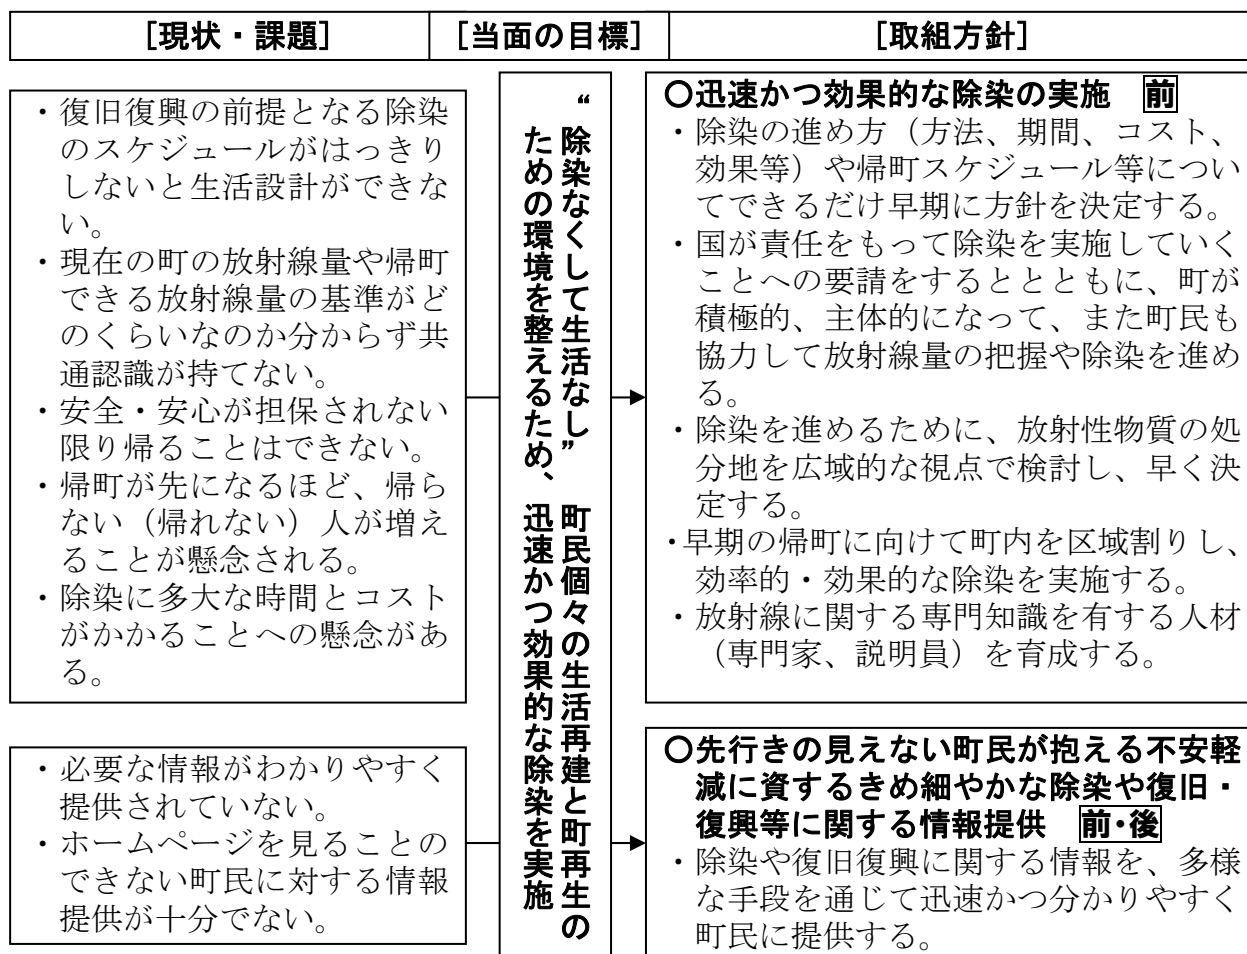 [現状・課題]
[当面の目標]
[取組方針]
・復旧復興の前提となる除染
のスケジュールがはっきり
しないと生活設計ができな
い。
・現在の町の放射線量や帰町
できる放射線量の基準がど
のくらいなのか分からず共
通認識が持てない。
・安全・安心が担保されない
限り帰ることはできない。
・帰町が先になるほど、帰ら
ない（帰れない）人が増え
ることが懸念される。
・除染に多大な時間とコスト
がかかることへの懸念があ
る。
・必要な情報がわかりやすく
提供されていない。
・ホームページを見ることの
できない町民に対する情報
提供が十分でない。
“除染なくして生活なし”　町民個々の生活再建と町再生の
ための環境を整えるため、迅速かつ効果的な除染を実施
○迅速かつ効果的な除染の実施　前
・除染の進め方（方法、期間、コスト、
効果等）や帰町スケジュール等につい
てできるだけ早期に方針を決定する。
・国が責任をもって除染を実施していく
ことへの要請をするととともに、町が
積極的、主体的になって、また町民も
協力して放射線量の把握や除染を進め
る。
・除染を進めるために、放射性物質の処
分地を広域的な視点で検討し、早く決
定する。
・早期の帰町に向けて町内を区域割りし、
効率的・効果的な除染を実施する。
・放射線に関する専門知識を有する人材
（専門家、説明員）を育成する。
○先行きの見えない町民が抱える不安軽
減に資するきめ細やかな除染や復旧・
復興等に関する情報提供　前・後
・除染や復旧復興に関する情報を、多様
な手段を通じて迅速かつ分かりやすく
町民に提供する。